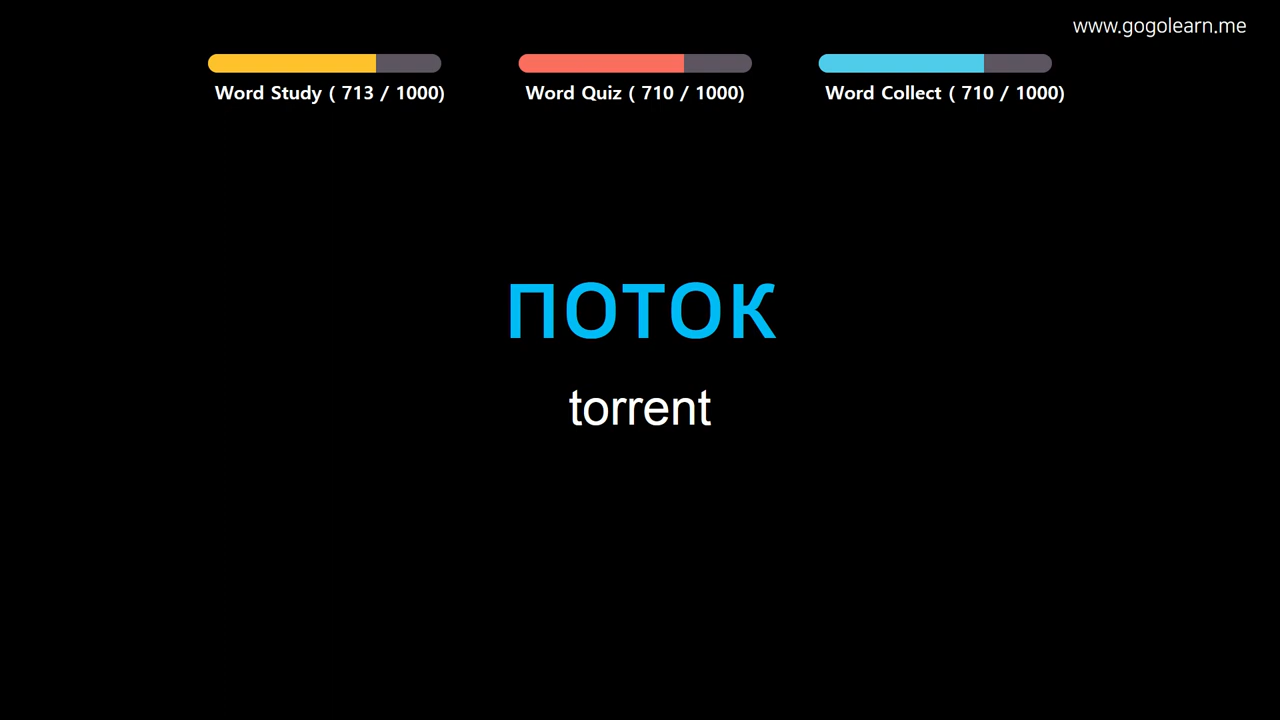 www.gogolearn.me
Word Study ( 713 / 1000)
Word Quiz ( 710 / 1000)
Word Collect ( 710 / 1000)
поток
torrent